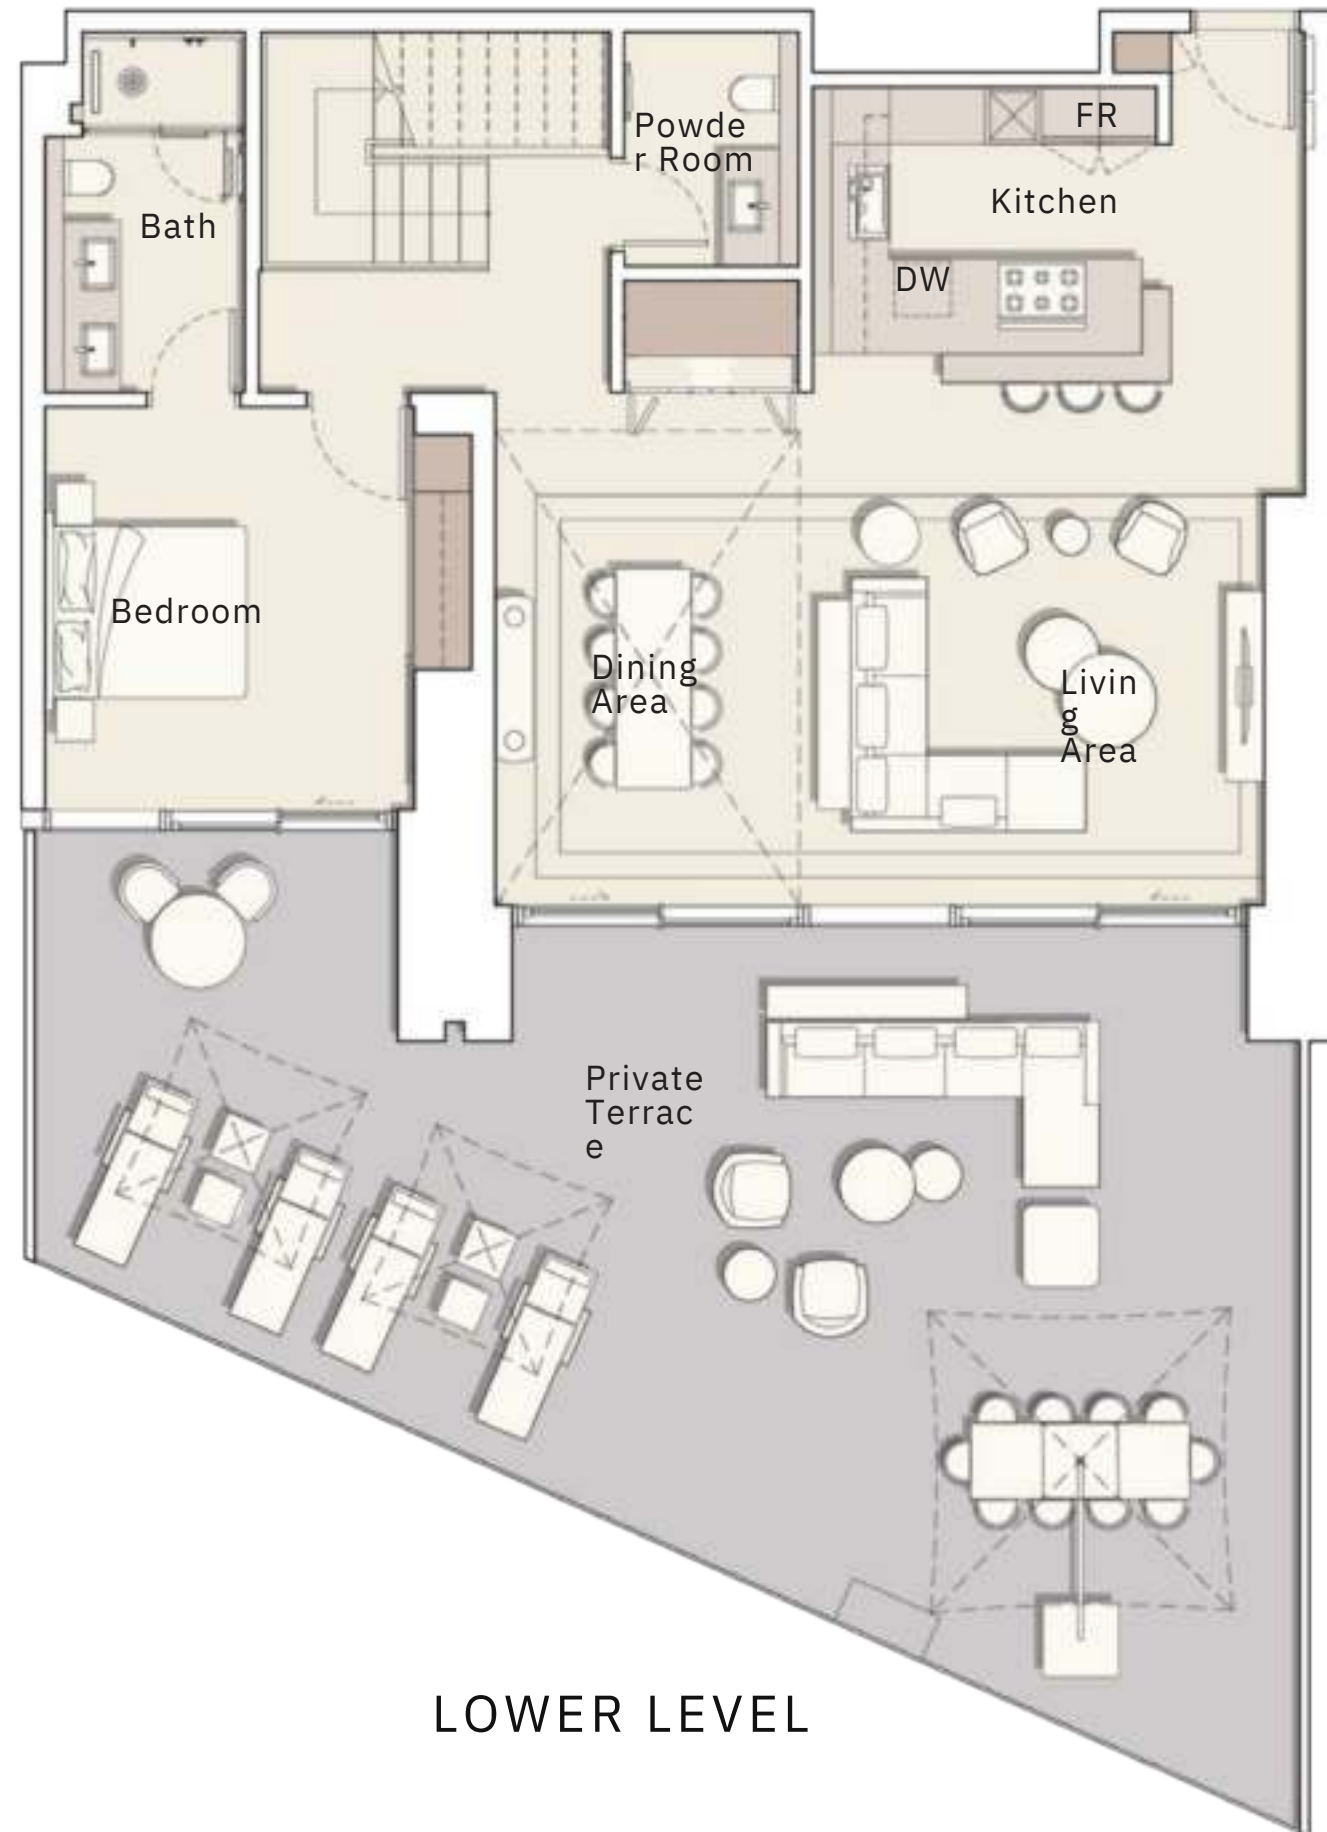 Powde
r Room
FR
Kitchen
Bath
DW
Bedroom
Dining
Area
Livin
g
Area
Private
Terrac
e
LOWER LEVEL